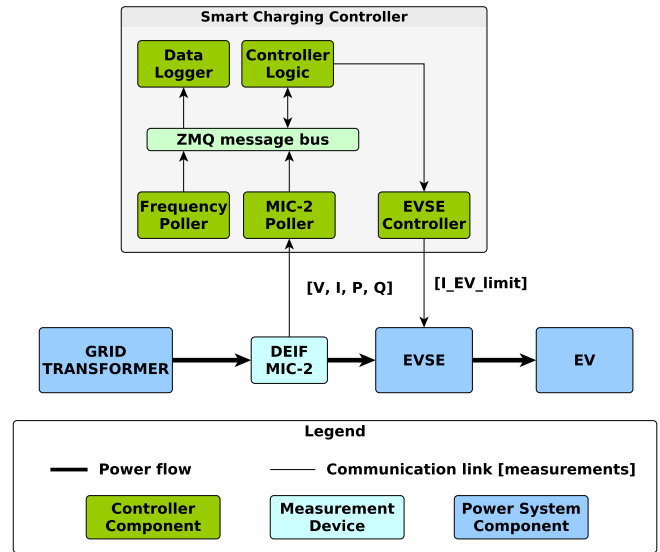 Smart Charging Controller
Data
Logger
Controller
Logic
ZMQ message bus
Frequency
Poller
MIC-2
Poller
EVSE
Controller
[V, I, P, Q]
[I_EV_limit]
GRID
TRANSFORMER
DEIF
MIC-2
EVSE
EV
Legend
Power flow
Communication link [measurements]
Controller
Component
Measurement
Device
Power System
Component